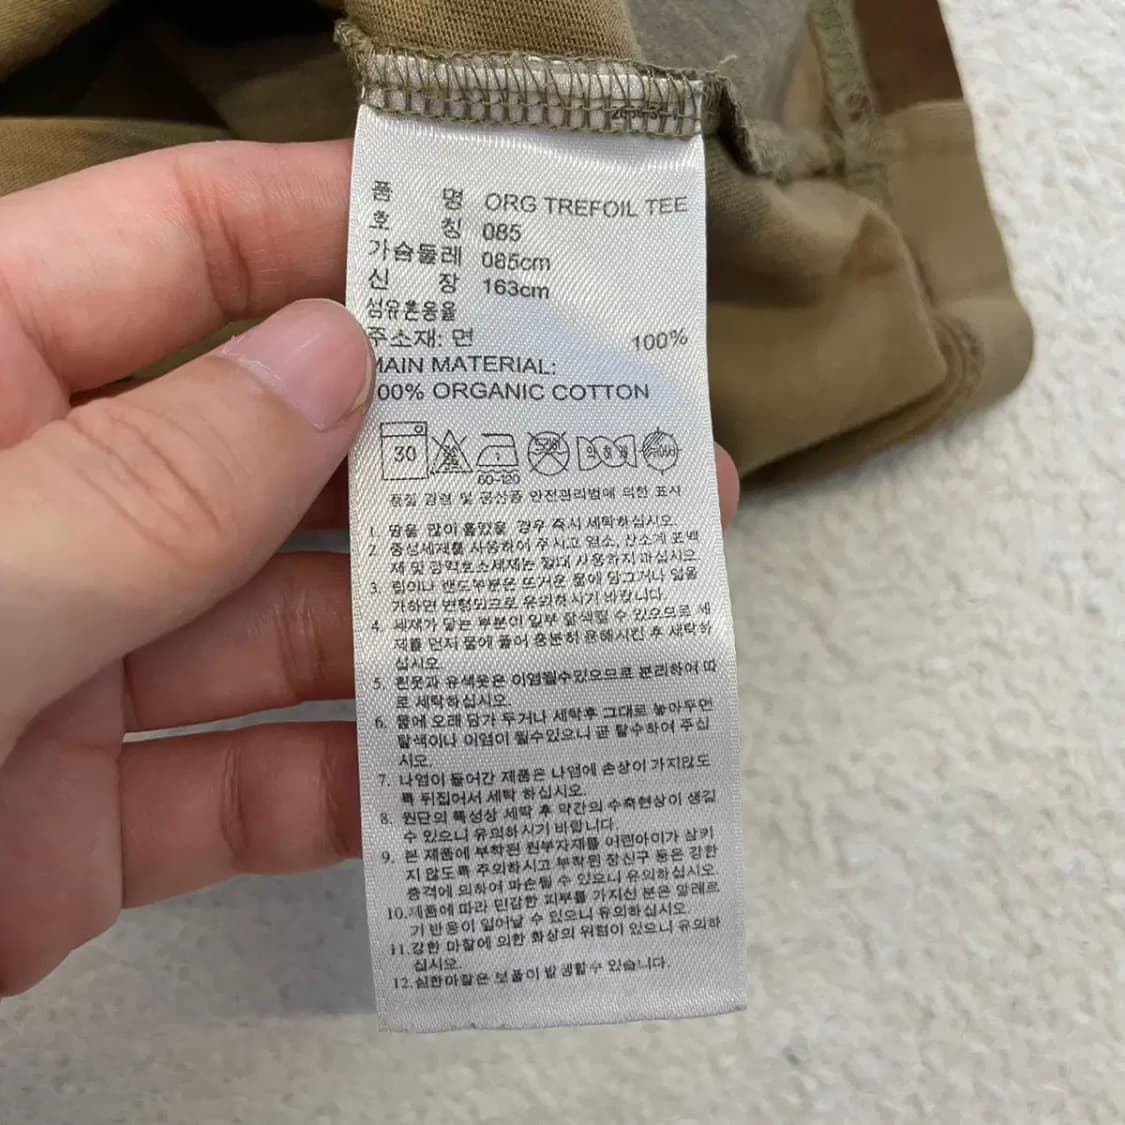 품 명 ORG TREFOIL TEE
호 칭 085
가슴둘레 085cm
신 장 163cm
섬유혼용율
주소재: 면 100%
MAIN MATERIAL:
00% ORGANIC COTTON
30
60-120
품질 경영 및 공산품 안전관리법에 의한 표시
1. 땀을 많이 흘렸을 경우 즉시 세탁하십시오.
2. 중성세제를 사용하여 주시고 염소, 산소계 표백
제 및 광역효소세제는 절대 사용하지 마십시오.
3. 립이나 밴드부분은 뜨거운 물에 담그거나 열을
가하면 변형되므로 유의하시기 바랍니다.
4. 세제가 닿는 부분이 일부 탈색될 수 있으므로 세
제를 먼저 물에 풀어 충분히 용해시킨 후 세탁하
십시오.
5. 흰옷과 유색옷은 이염될수있으므로 분리하여 따
로 세탁하십시오.
6. 물에 오래 담가 두거나 세탁후 그대로 놓아두면
탈색이나 이염이 될수있으니 곧 탈수하여 주십
시오.
7. 나염이 들어간 제품은 나염에 손상이 가지않도
록 뒤집어서 세탁 하십시오.
8. 원단의 특성상 세탁 후 약간의 수축현상이 생길
수 있으니 유의하시기 바랍니다.
9. 본 제품에 부착된 원부자재를 어린아이가 삼키
지 않도록 주의하시고 부착된 장신구 등은 강한
충격에 의하여 파손될 수 있으니 유의하십시오.
10.제품에 따라 민감한 피부를 가지신 분은 알레르
기 반응이 일어날 수 있으니 유의하십시오.
11.강한 마찰에 의한 화상의 위험이 있으니 유의하
십시오.
12.심한마찰은 보풀이 발생할수 있습니다.